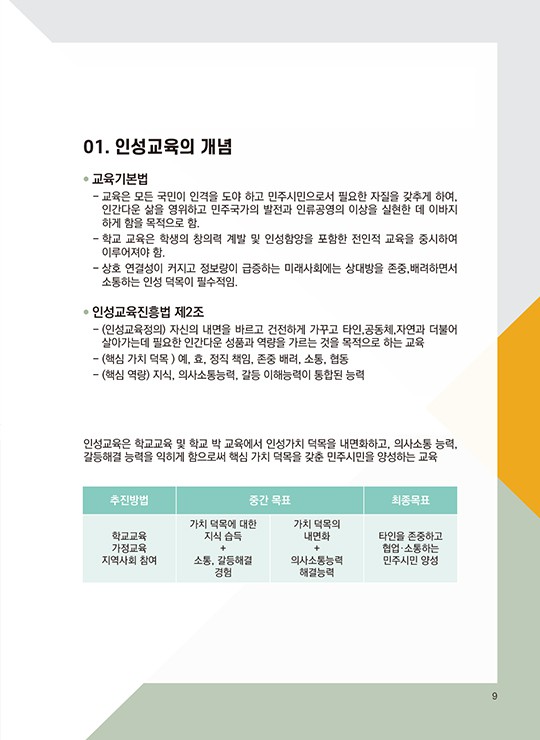 01. 인성교육의 개념
• 교육기본법
– 교육은 모든 국민이 인격을 도야 하고 민주시민으로서 필요한 자질을 갖추게 하여,
인간다운 삶을 영위하고 민주국가의 발전과 인류공영의 이상을 실현한 데 이바지
하게 함을 목적으로 함.
– 학교 교육은 학생의 창의력 계발 및 인성함양을 포함한 전인적 교육을 중시하여
이루어져야 함.
– 상호 연결성이 커지고 정보량이 급증하는 미래사회에는 상대방을 존중,배려하면서
소통하는 인성 덕목이 필수적임.
• 인성교육진흥법 제2조
– (인성교육정의) 자신의 내면을 바르고 건전하게 가꾸고 타인,공동체,자연과 더불어
살아가는데 필요한 인간다운 성품과 역량을 가르는 것을 목적으로 하는 교육
– (핵심 가치 덕목 ) 예, 효, 정직 책임, 존중 배려, 소통, 협동
– (핵심 역량) 지식, 의사소통능력, 갈등 이해능력이 통합된 능력
인성교육은 학교교육 및 학교 박 교육에서 인성가치 덕목을 내면화하고, 의사소통 능력,
갈등해결 능력을 익히게 함으로써 핵심 가치 덕목을 갖춘 민주시민을 양성하는 교육
추진방법 중간 목표 최종목표
학교교육
가정교육
지역사회 참여
가치 덕목에 대한
지식 습득
+
소통, 갈등해결
경험
가치 덕목의
내면화
+
의사소통능력
해결능력
타인을 존중하고
협업·소통하는
민주시민 양성
9